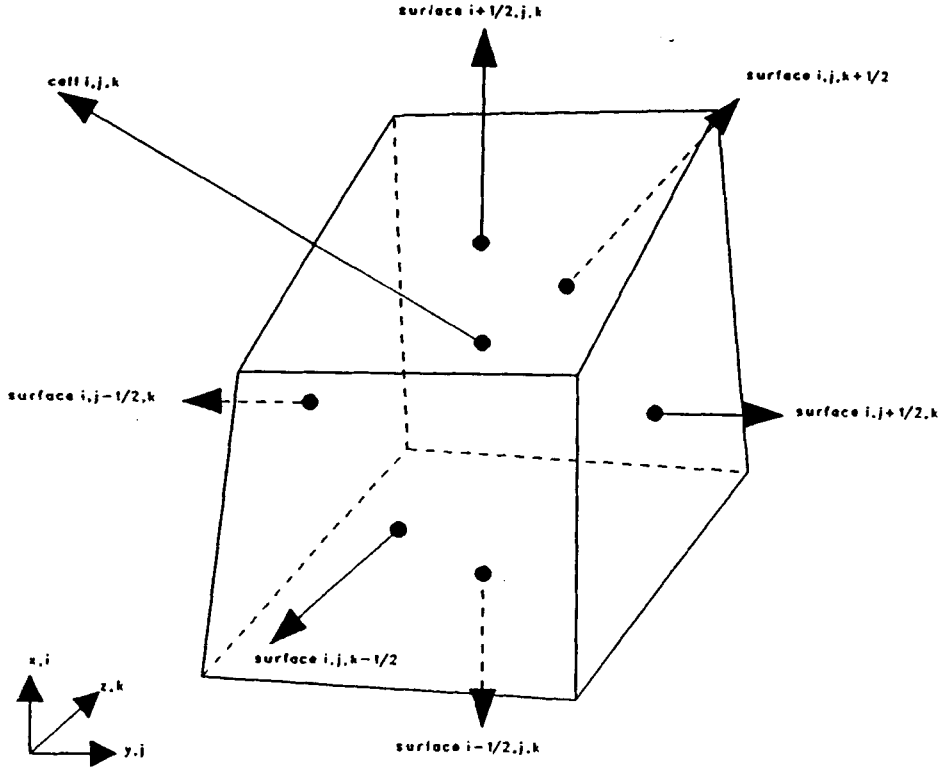 surface i+1/2,j,k
surface i,j,k+1/2
cell i,j,k
surface i,j-1/2,k
surface i,j+1/2,k
surface i,j,k-1/2
x,i
z,k
y,j
surface i-1/2,j,k